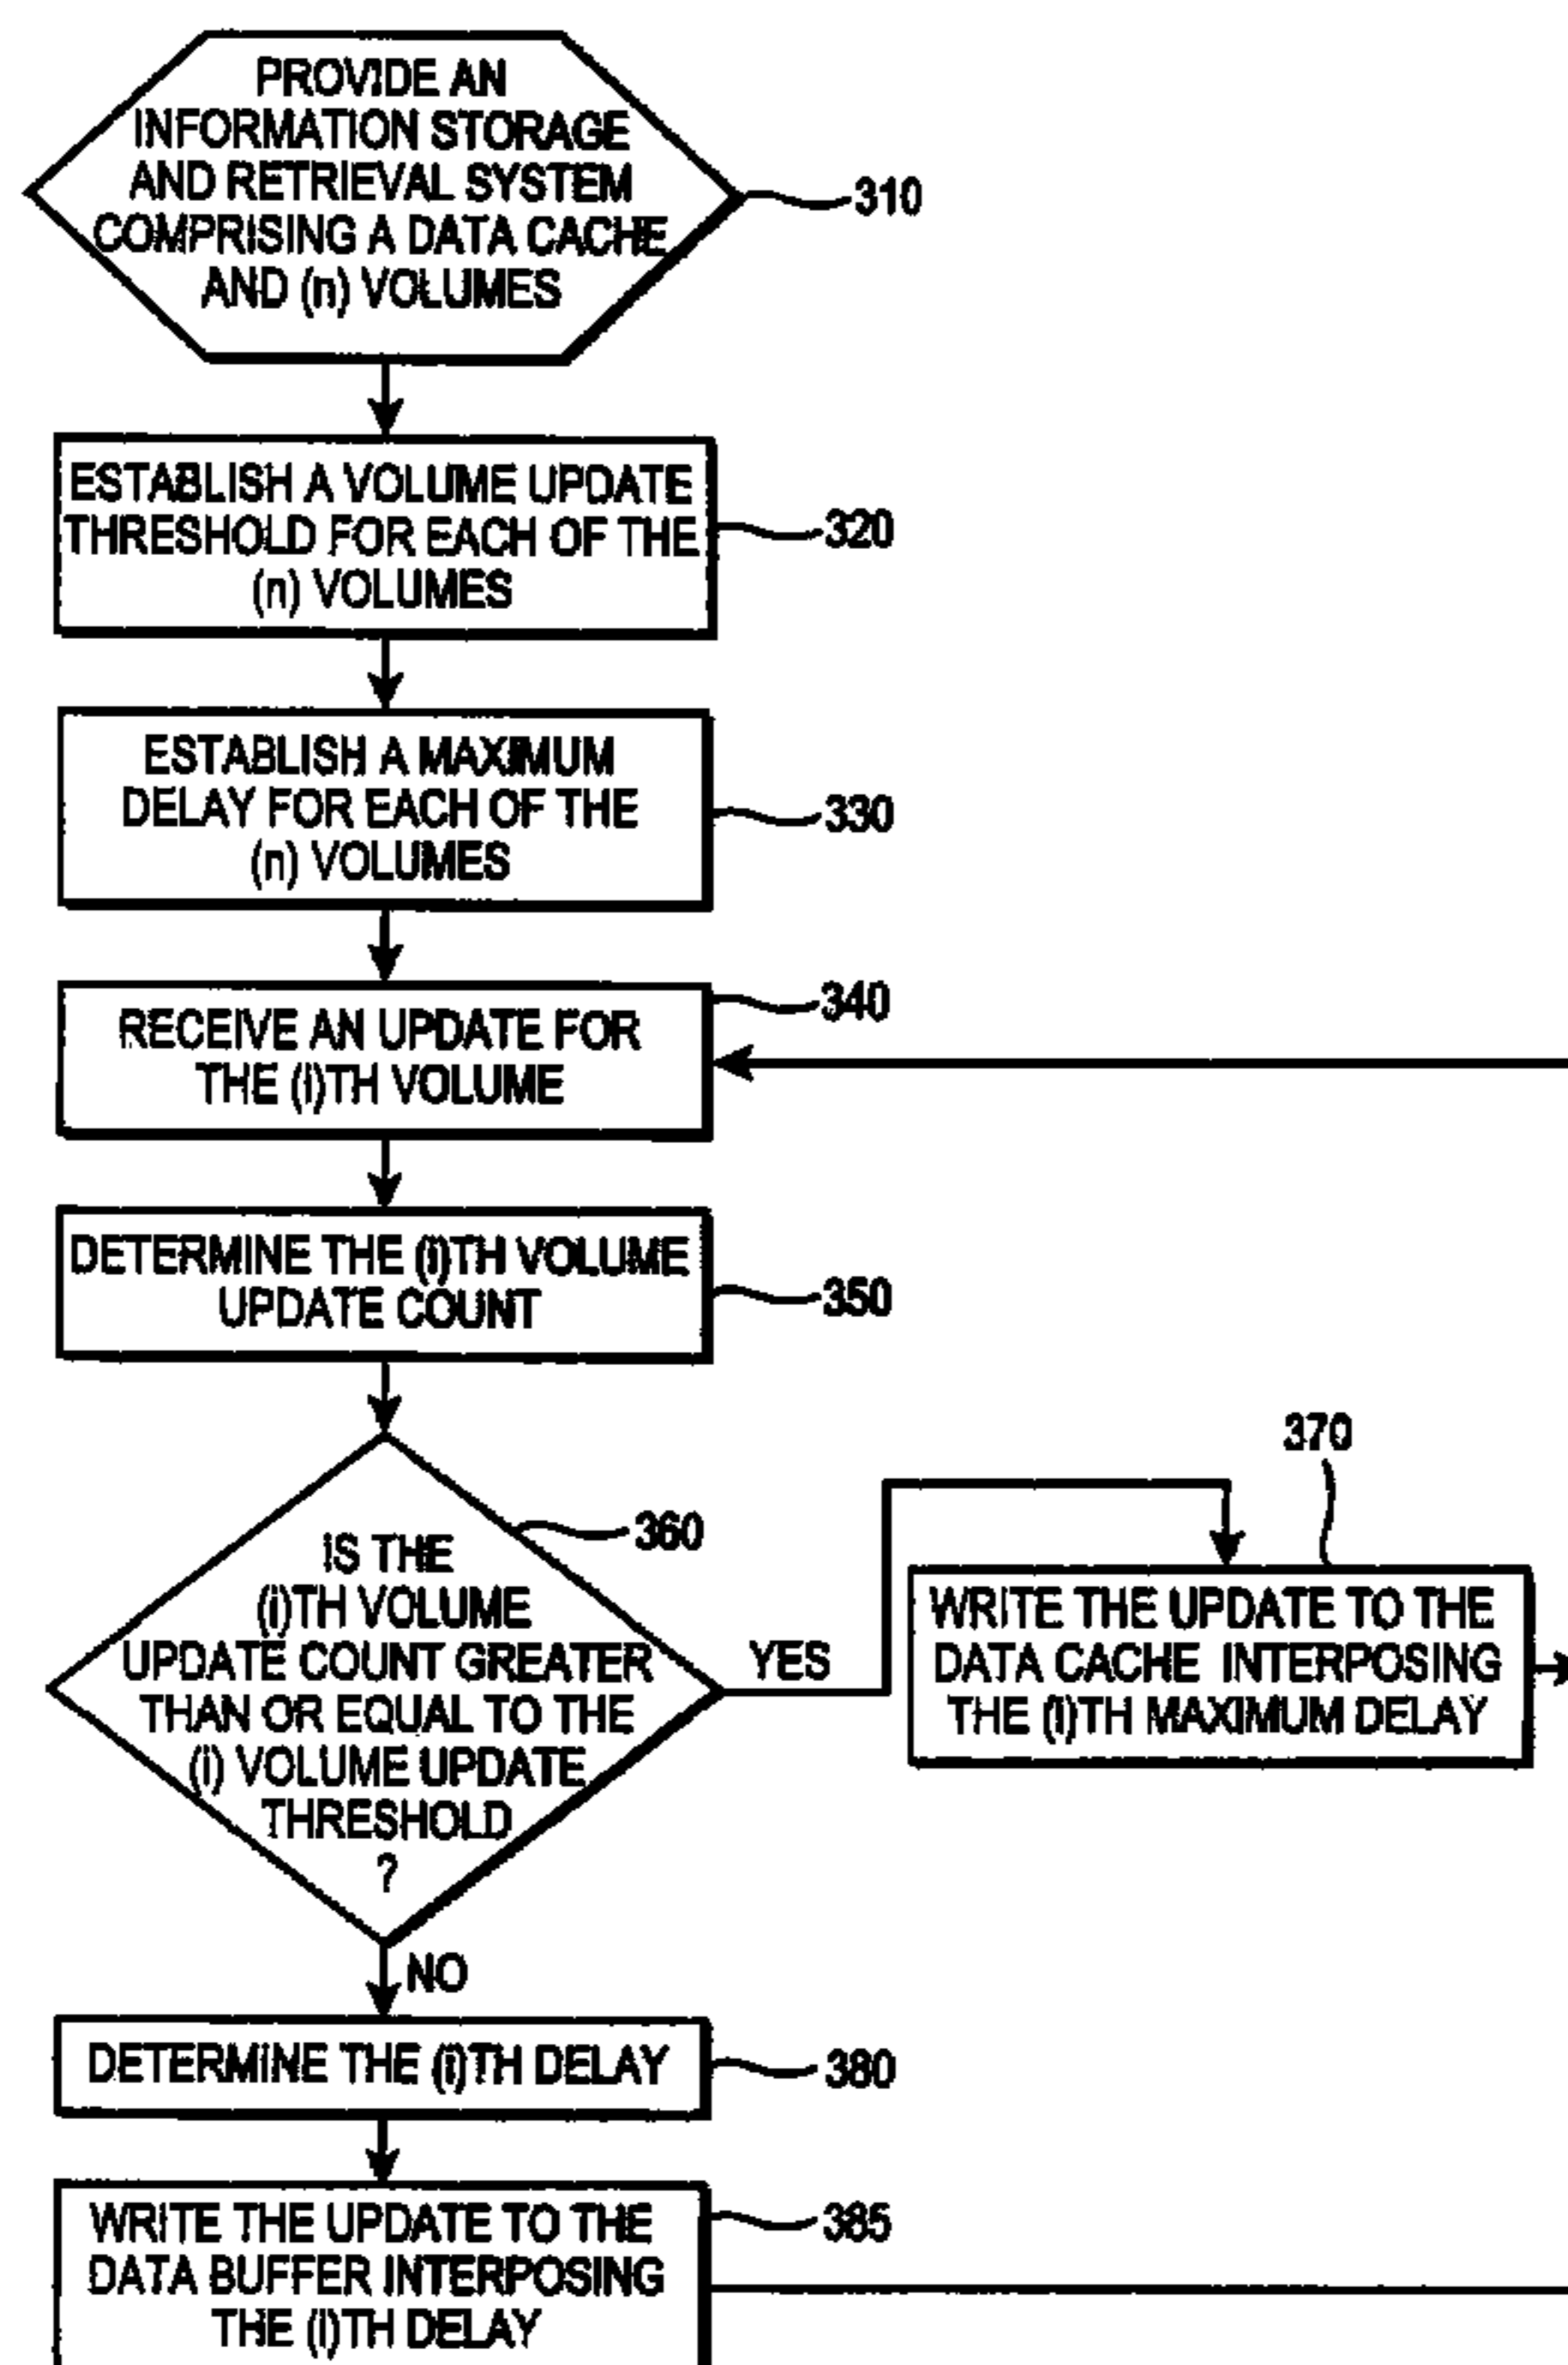 PROVIDE AN
INFORMATION STORAGE
AND RETRIEVAL SYSTEM
COMPRISING A DATA CACHE
AND (n) VOLUMES
310
ESTABLISH A VOLUME UPDATE
THRESHOLD FOR EACH OF THE
(n) VOLUMES
320
ESTABLISH A MAXIMUM
DELAY FOR EACH OF THE
(n) VOLUMES
330
RECEIVE AN UPDATE FOR
THE (i)TH VOLUME
340
DETERMINE THE (i)TH VOLUME
UPDATE COUNT
350
IS THE
(i)TH VOLUME
UPDATE COUNT GREATER
THAN OR EQUAL TO THE
(i) VOLUME UPDATE
THRESHOLD
?
360
YES
370
WRITE THE UPDATE TO THE
DATA CACHE INTERPOSING
THE (i)TH MAXIMUM DELAY
NO
DETERMINE THE (i)TH DELAY
380
WRITE THE UPDATE TO THE
DATA BUFFER INTERPOSING
THE (i)TH DELAY
385